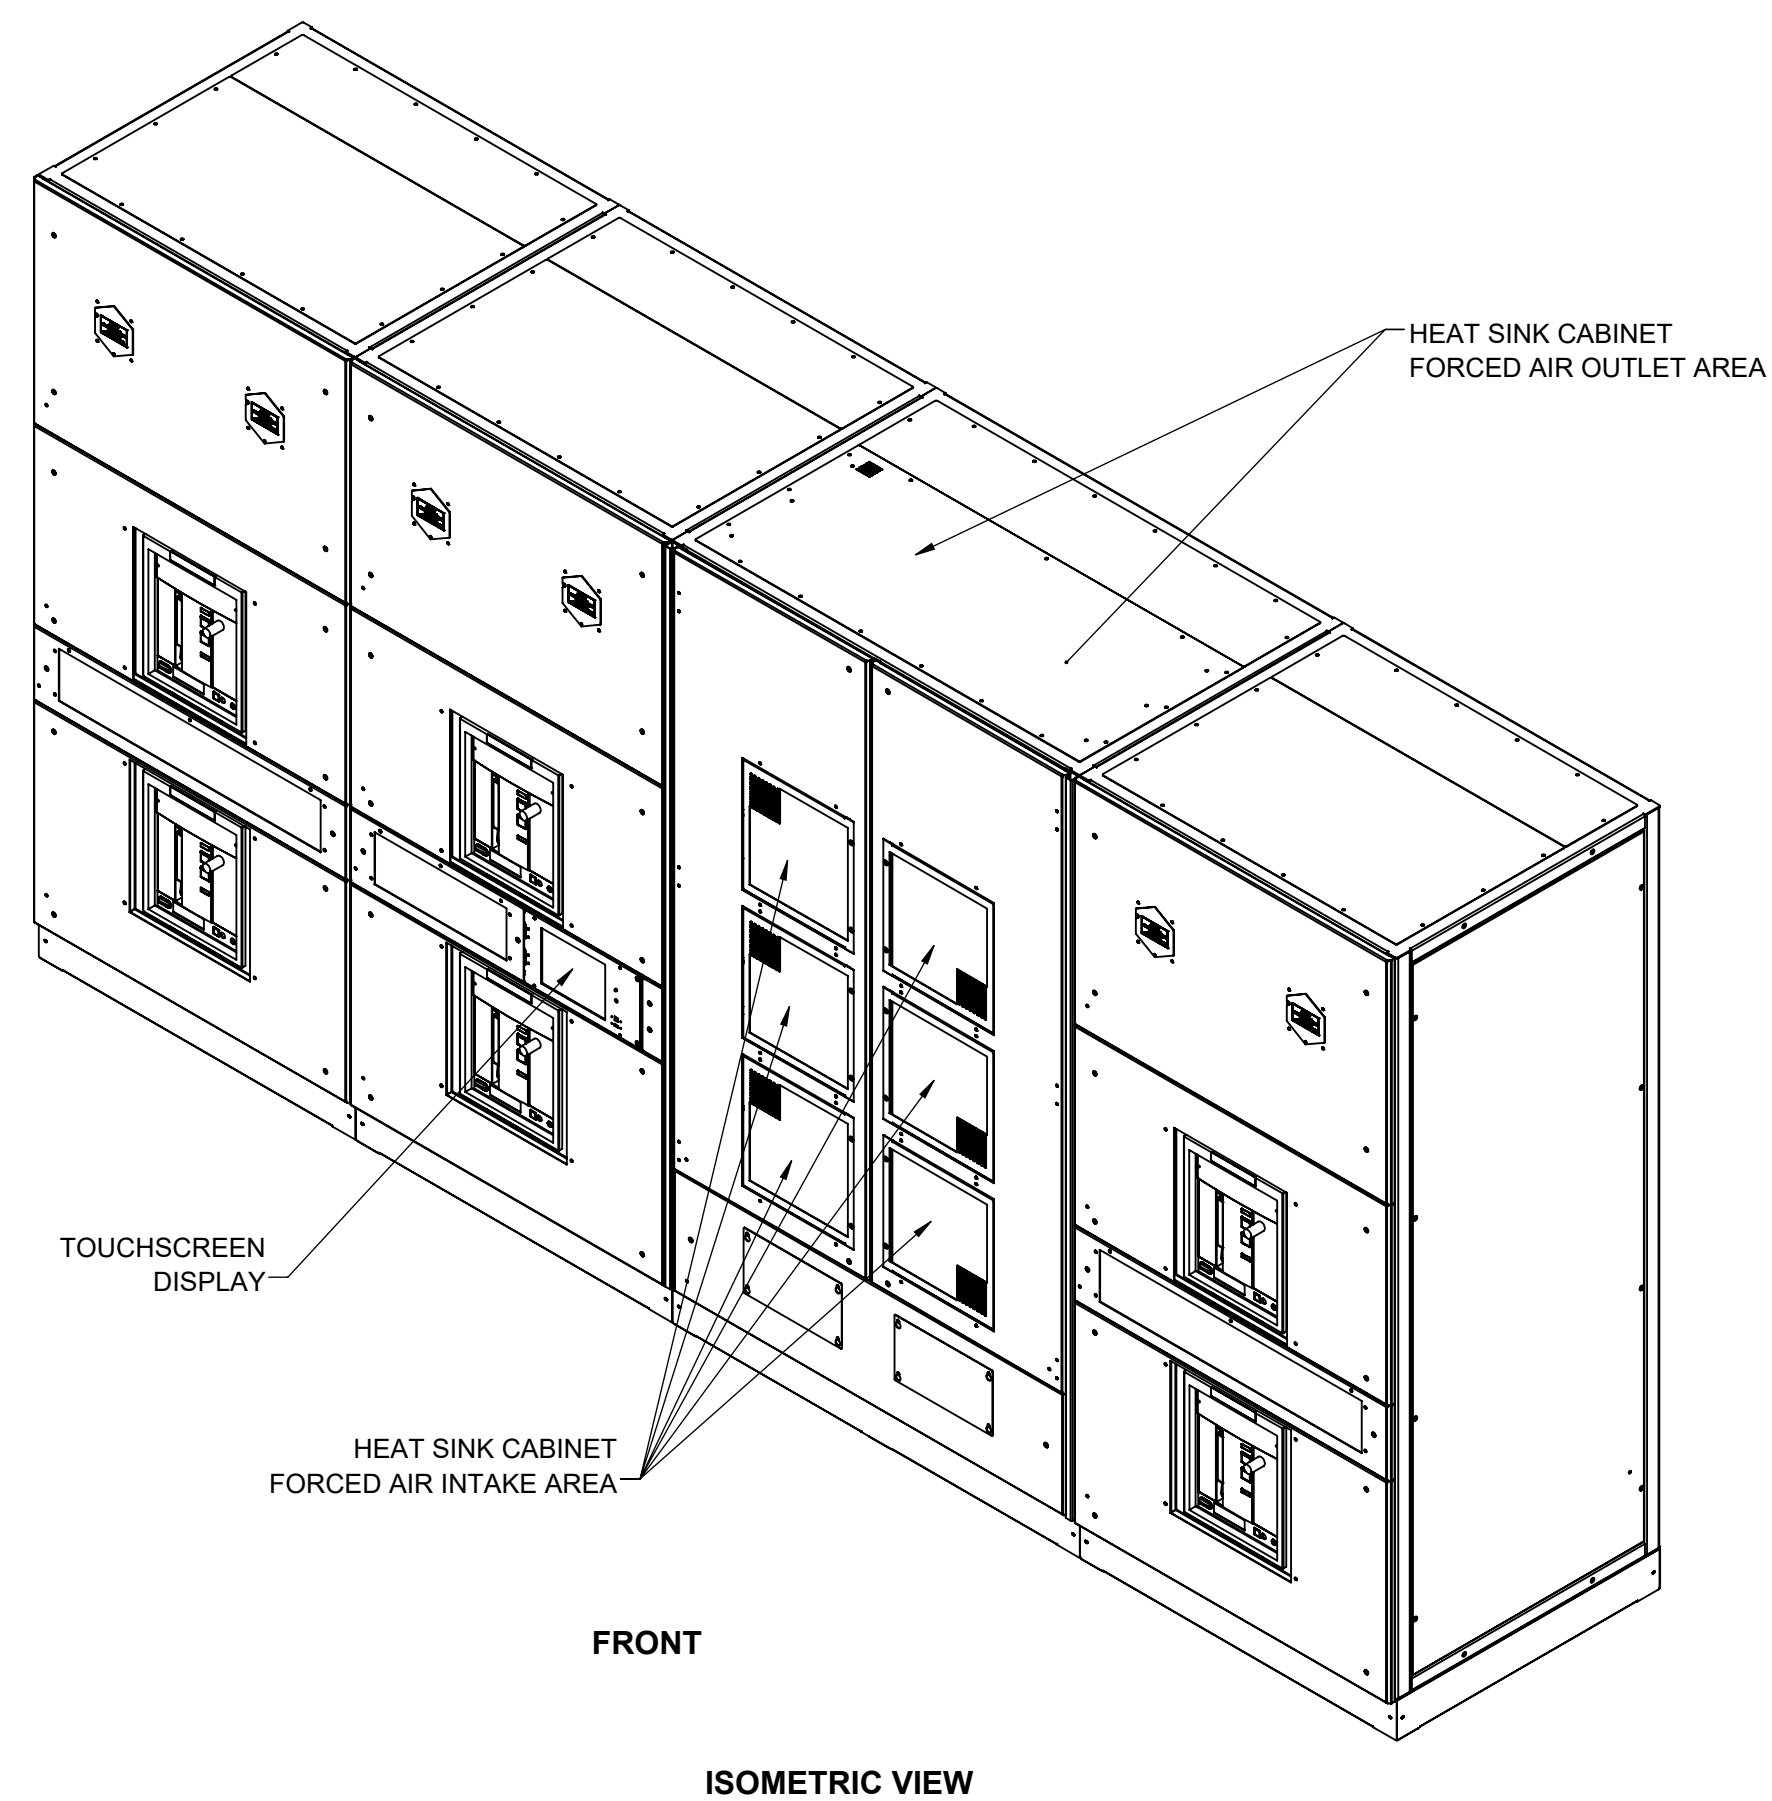 HEAT SINK CABINET
FORCED AIR OUTLET AREA
TOUCHSCREEN
DISPLAY
HEAT SINK CABINET
FORCED AIR INTAKE AREA
FRONT
ISOMETRIC VIEW